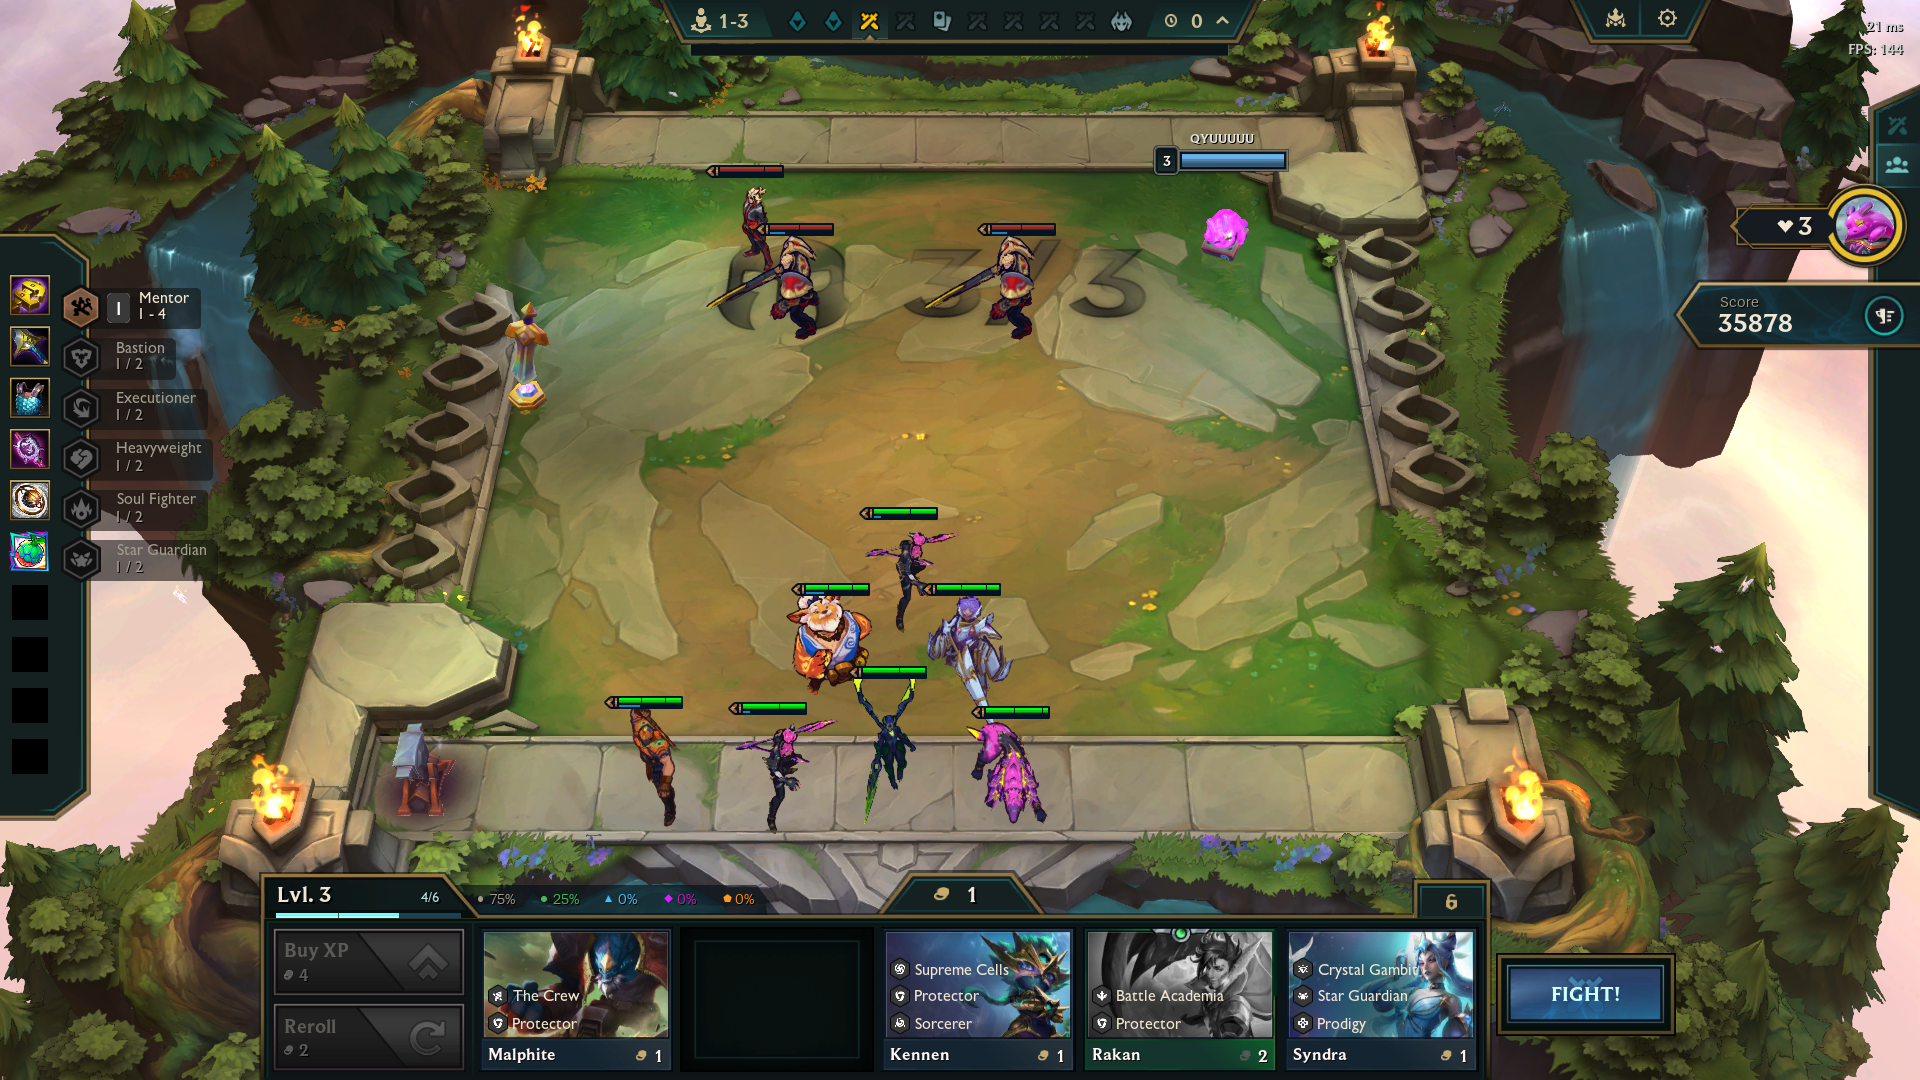 1-3
0
21 ms
FPS: 144
QYUUUUU
3
3
3/3
Score
35878
Mentor
1 - 4
1
Bastion
1 / 2
Executioner
1 / 2
Heavyweight
1 / 2
Soul Fighter
1 / 2
Star Guardian
1 / 2
Lvl. 3
4/6
75%
25%
0%
0%
0%
1
6
Buy XP
4
Reroll
2
The Crew
Protector
Malphite
1
Supreme Cells
Protector
Sorcerer
Kennen
1
Battle Academia
Protector
Rakan
2
Crystal Gambit
Star Guardian
Prodigy
Syndra
1
FIGHT!